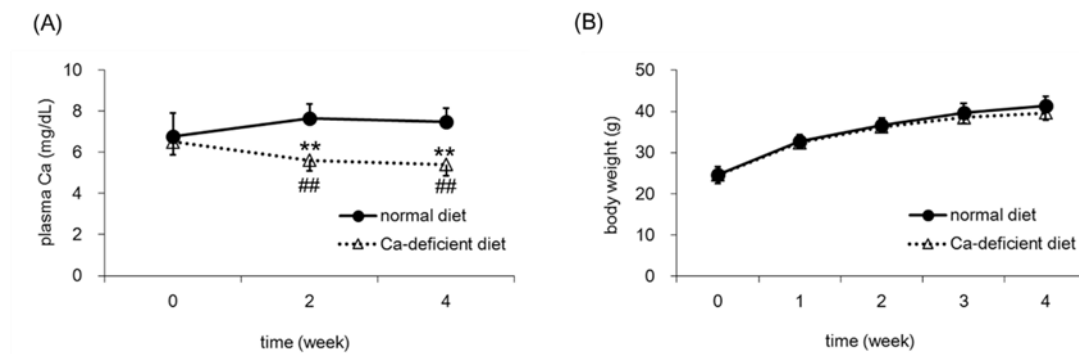 (A)
plasma Ca (mg/dL)
10
8
6
4
2
0
** **
## ##
normal diet
Ca-deficient diet
0 2 4
time (week)
(B)
body weight (g)
50
40
30
20
10
0
normal diet
Ca-deficient diet
0 1 2 3 4
time (week)